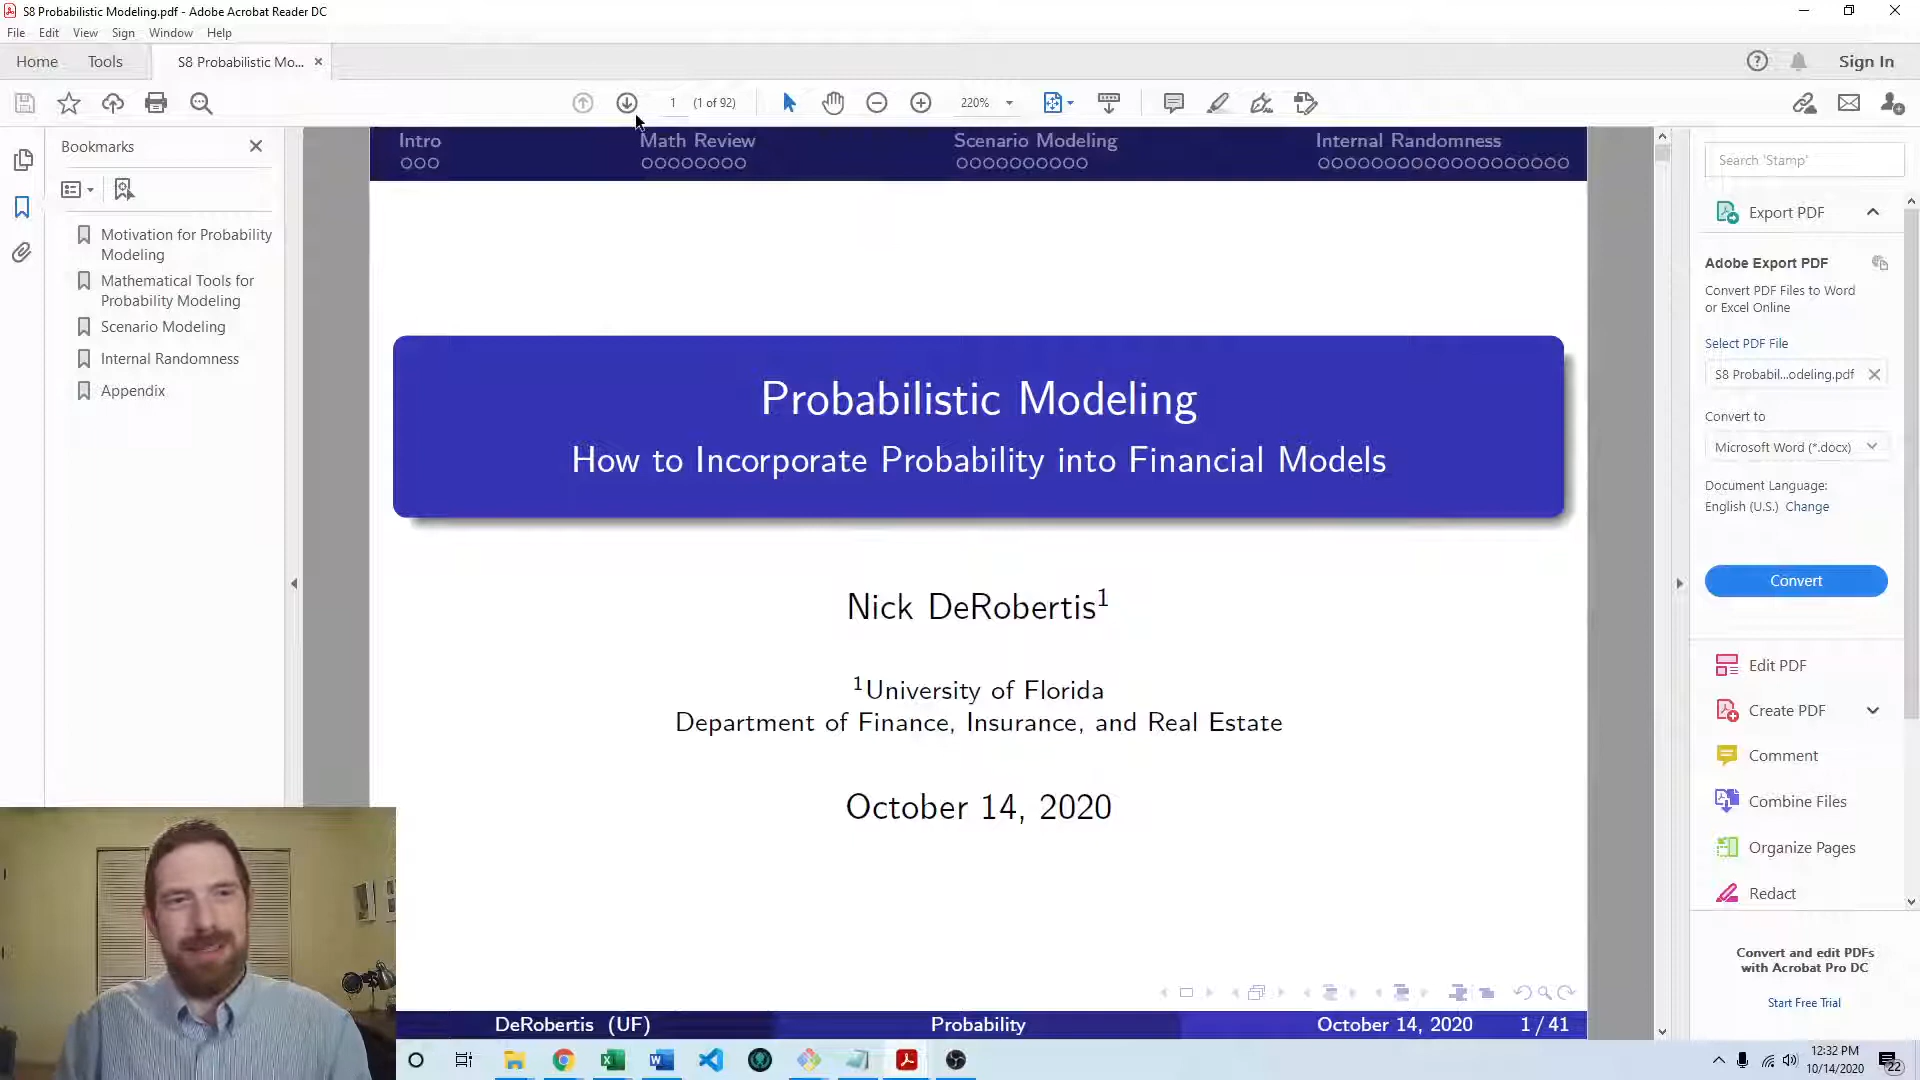 S8 Probabilistic Modeling.pdf - Adobe Acrobat Reader DC
File Edit View Sign Window Help
Home Tools S8 Probabilistic Mo... Sign In
1 (1 of 92) 220%
Bookmarks
Motivation for Probability
Modeling
Mathematical Tools for
Probability Modeling
Scenario Modeling
Internal Randomness
Appendix
Intro Math Review Scenario Modeling Internal Randomness
Probabilistic Modeling
How to Incorporate Probability into Financial Models
Nick DeRobertis1
1University of Florida
Department of Finance, Insurance, and Real Estate
October 14, 2020
DeRobertis (UF) Probability October 14, 2020 1 / 41
Search 'Stamp'
Export PDF
Adobe Export PDF
Convert PDF Files to Word
or Excel Online
Select PDF File
S8 Probabil...odeling.pdf
Convert to
Microsoft Word (*.docx)
Document Language:
English (U.S.) Change
Convert
Edit PDF
Create PDF
Comment
Combine Files
Organize Pages
Redact
Convert and edit PDFs
with Acrobat Pro DC
Start Free Trial
12:32 PM
10/14/2020
22